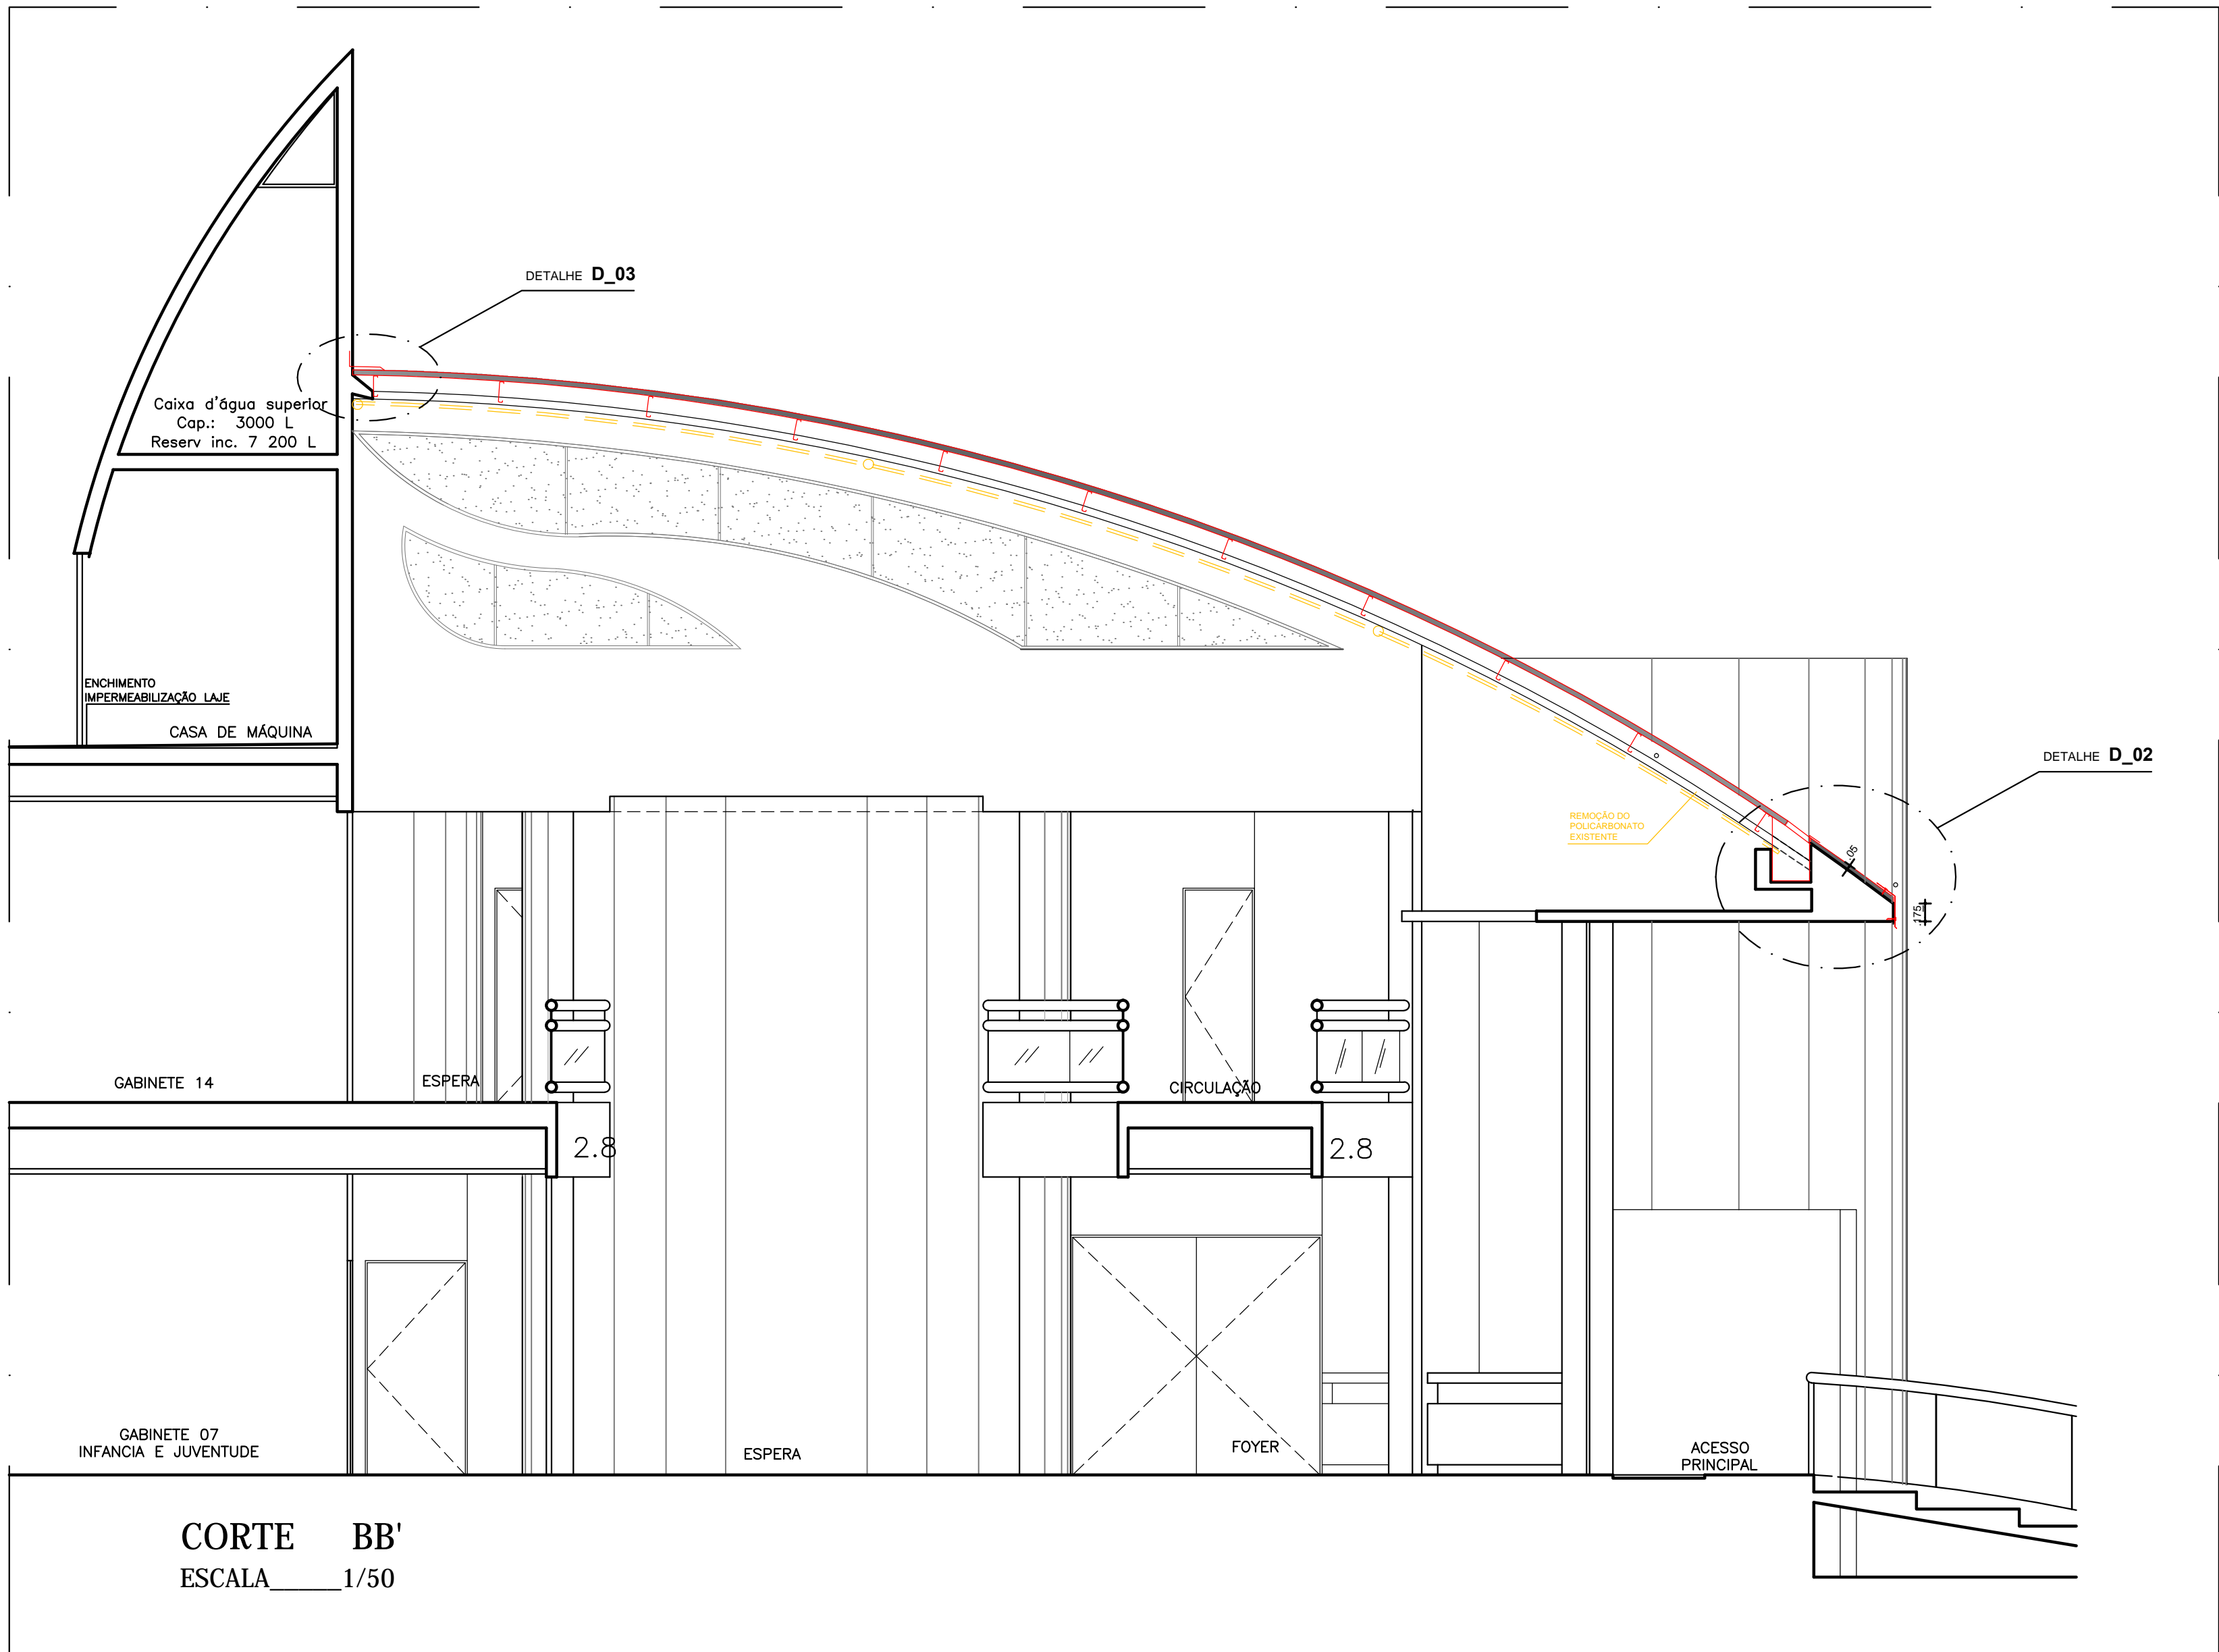 DETALHE D_03
Caixa d'água superior
Cap.: 3000 L
Reserv inc. 7 200 L
ENCHIMENTO
IMPERMEABILIZAÇÃO LAJE
CASA DE MÁQUINA
DETALHE D_02
REMOÇÃO DO
POLICARBONATO
EXISTENTE
.05
.175
GABINETE 14
ESPERA
CIRCULAÇÃO
2.8
2.8
GABINETE 07
INFANCIA E JUVENTUDE
ESPERA
FOYER
ACESSO
PRINCIPAL
CORTE BB'
ESCALA_____1/50